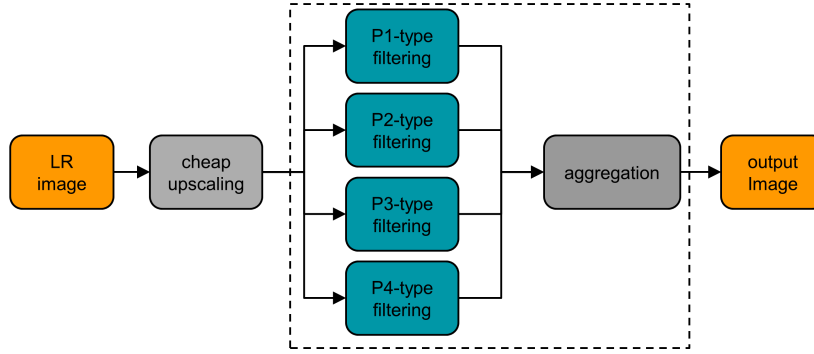 LR
image
cheap
upscaling
P1-type
filtering
P2-type
filtering
P3-type
filtering
P4-type
filtering
aggregation
output
Image